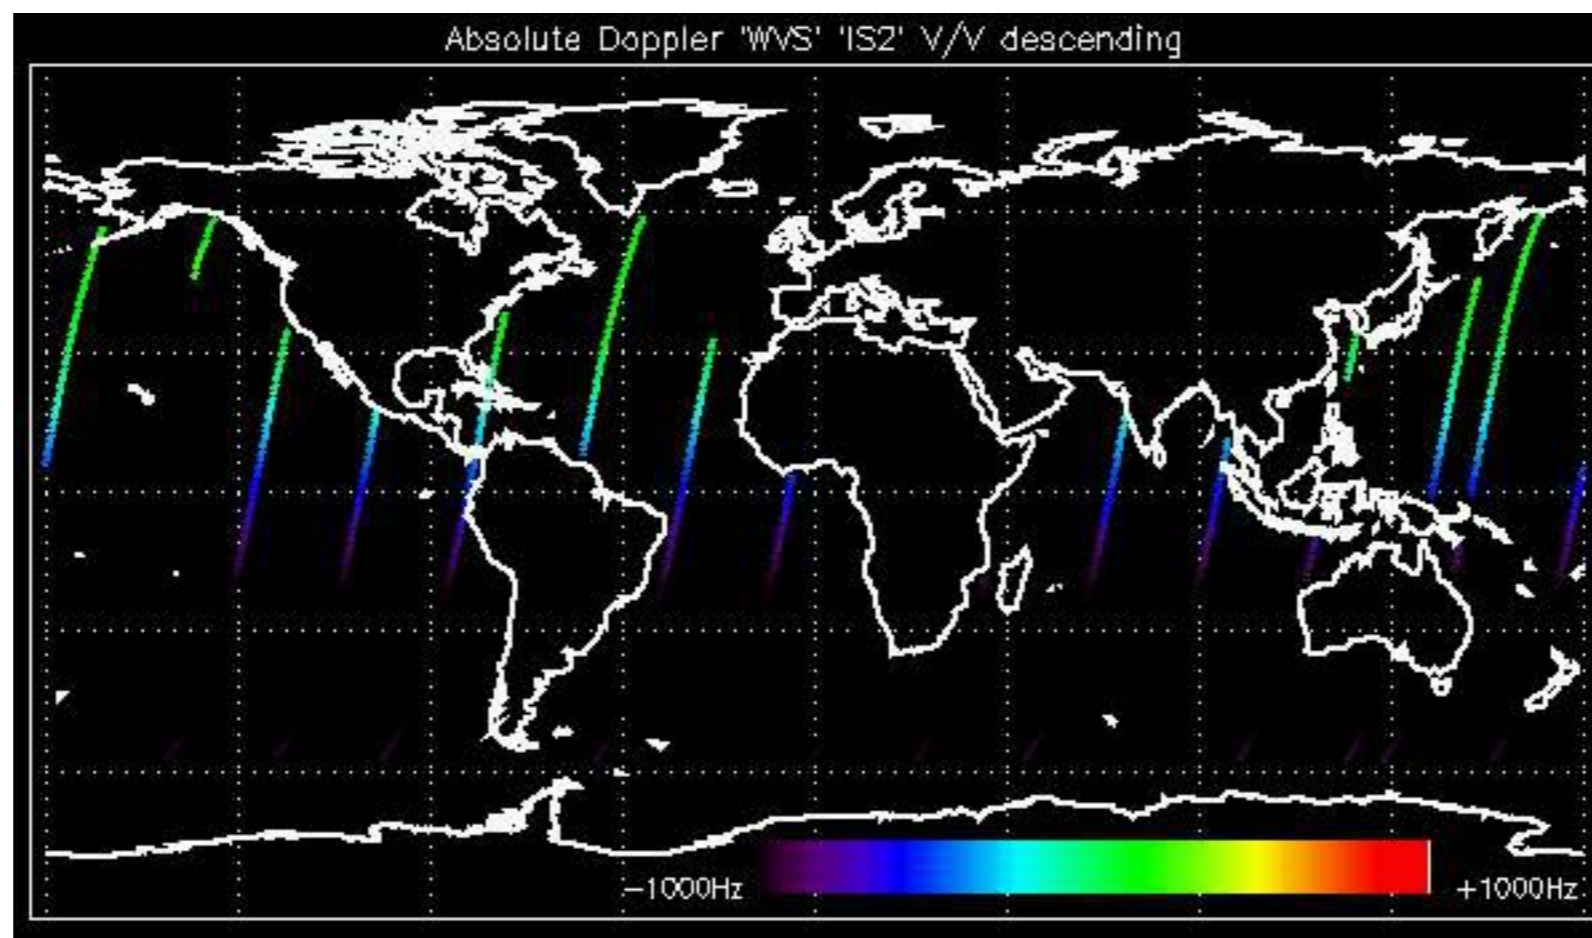 Absolute Doppler 'WVS' 'IS2' V/V descending
−1000Hz +1000Hz